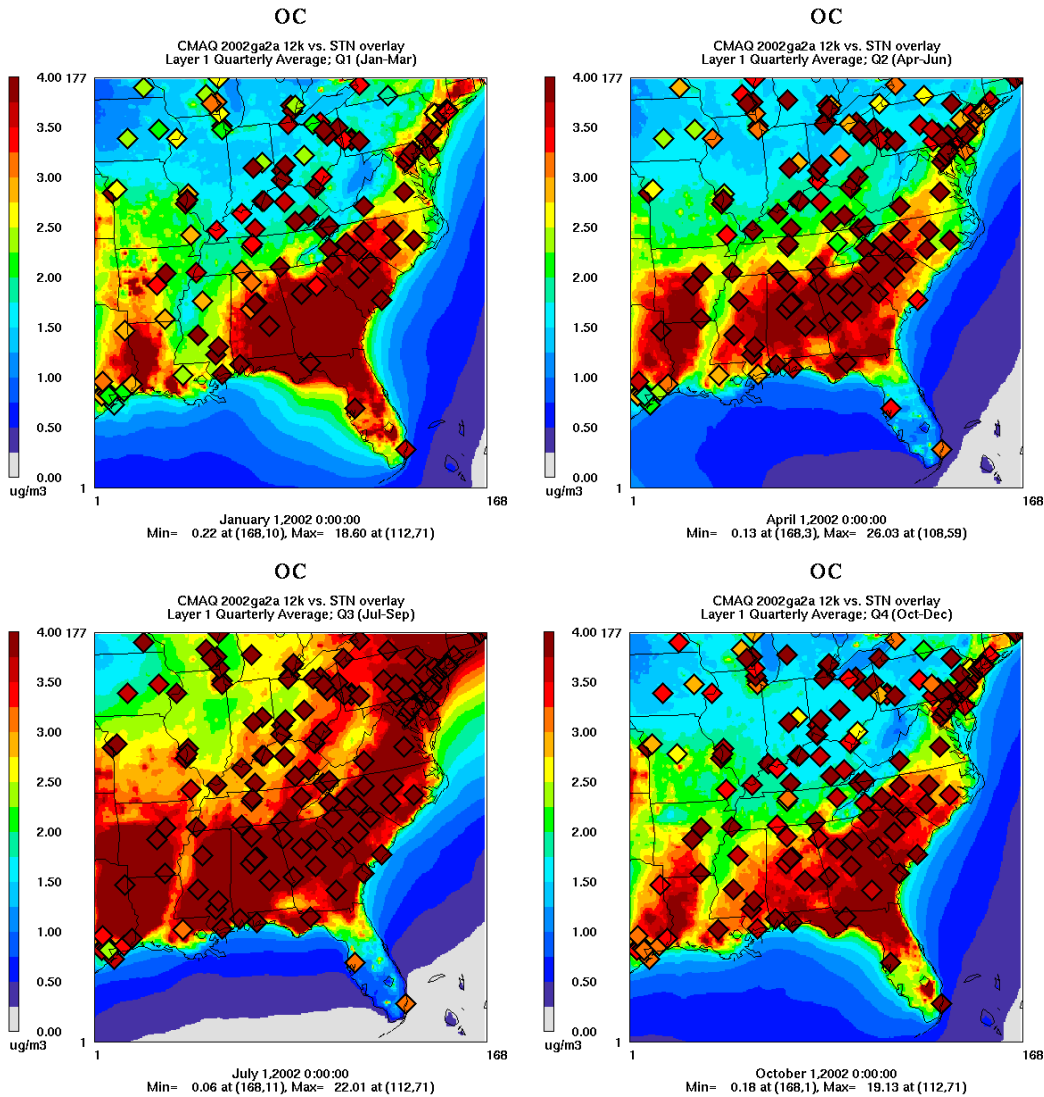 OC
CMAQ 2002ga2a 12k vs. STN overlay
Layer 1 Quarterly Average; Q1 (Jan-Mar)
4.00
3.50
3.00
2.50
2.00
1.50
1.00
0.50
0.00
ug/m3
177
1
1
168
January 1,2002 0:00:00
Min= 0.22 at (168,10), Max= 18.60 at (112,71)
OC
CMAQ 2002ga2a 12k vs. STN overlay
Layer 1 Quarterly Average; Q2 (Apr-Jun)
4.00
3.50
3.00
2.50
2.00
1.50
1.00
0.50
0.00
ug/m3
177
1
1
168
April 1,2002 0:00:00
Min= 0.13 at (168,3), Max= 26.03 at (108,59)
OC
CMAQ 2002ga2a 12k vs. STN overlay
Layer 1 Quarterly Average; Q3 (Jul-Sep)
4.00
3.50
3.00
2.50
2.00
1.50
1.00
0.50
0.00
ug/m3
177
1
1
168
July 1,2002 0:00:00
Min= 0.06 at (168,11), Max= 22.01 at (112,71)
OC
CMAQ 2002ga2a 12k vs. STN overlay
Layer 1 Quarterly Average; Q4 (Oct-Dec)
4.00
3.50
3.00
2.50
2.00
1.50
1.00
0.50
0.00
ug/m3
177
1
1
168
October 1,2002 0:00:00
Min= 0.18 at (168,1), Max= 19.13 at (112,71)